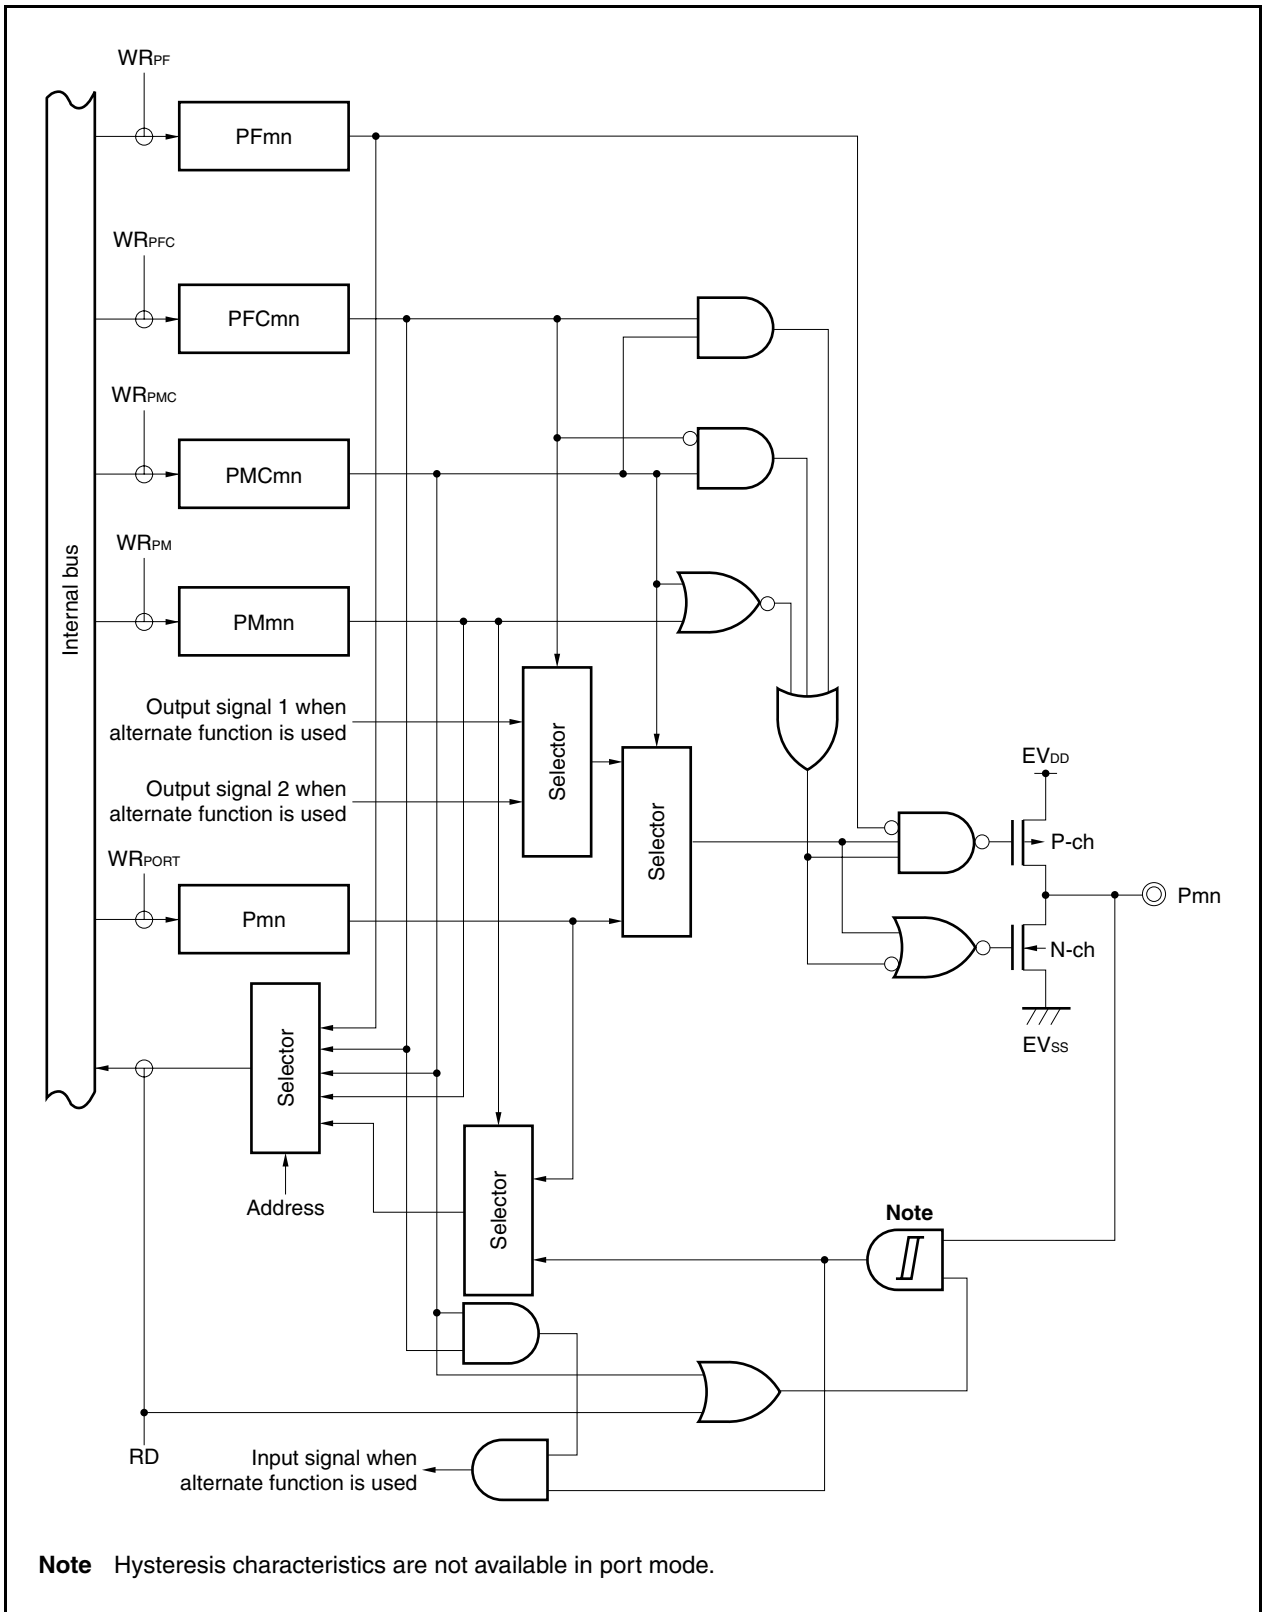 WRPF
PFmn
WRPFC
PFCmn
WRPMC
PMCmn
WRPM
PMmn
Internal bus
Output signal 1 when
alternate function is used
Output signal 2 when
alternate function is used
Selector
Selector
WRPORT
Pmn
EVDD
P-ch
Pmn
N-ch
EVSS
Selector
Address
Selector
Note
RD
Input signal when
alternate function is used
Note Hysteresis characteristics are not available in port mode.